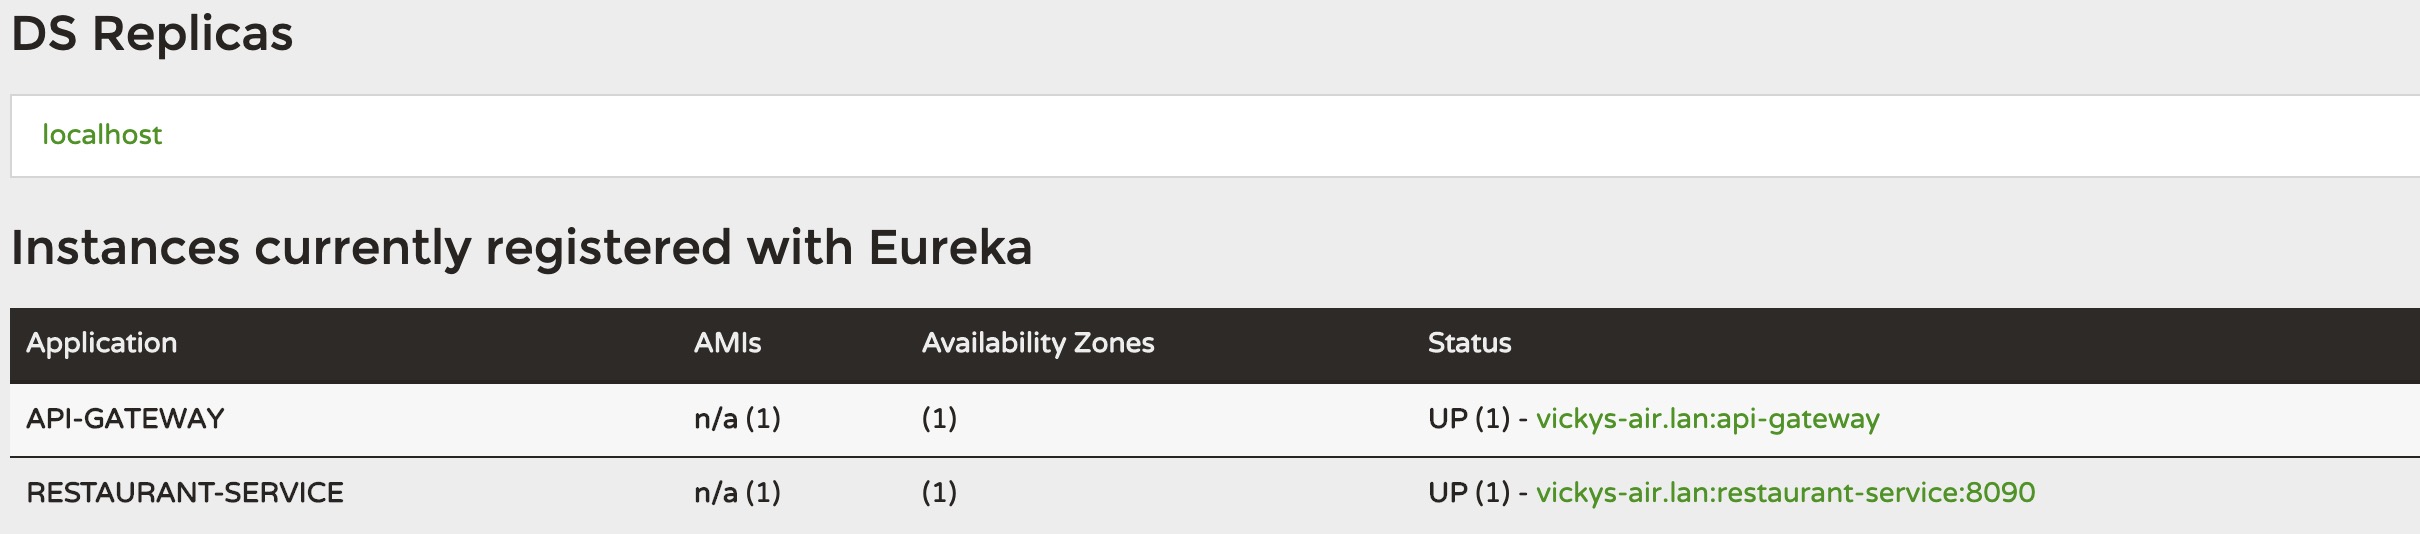 DS Replicas
localhost
Instances currently registered with Eureka
Application AMIs Availability Zones Status
API-GATEWAY n/a (1) (1) UP (1) - vickys-air.lan:api-gateway
RESTAURANT-SERVICE n/a (1) (1) UP (1) - vickys-air.lan:restaurant-service:8090